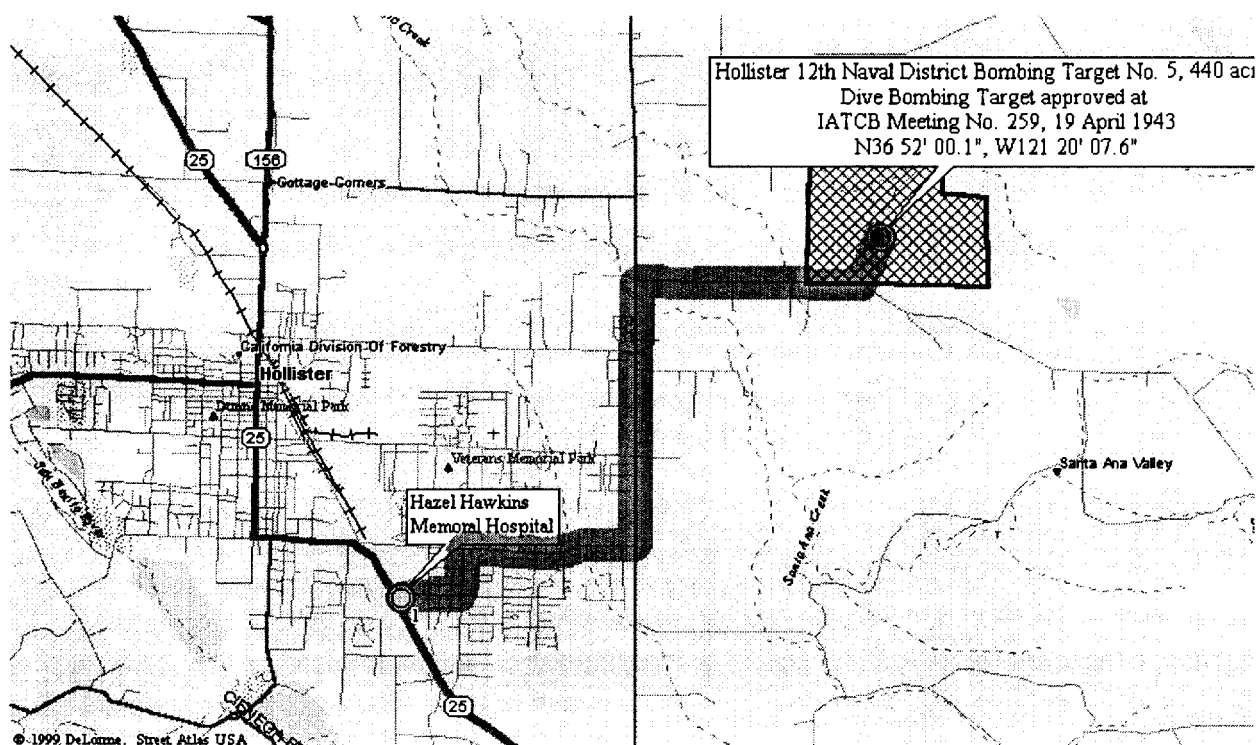 Hollister 12th Naval District Bombing Target No. 5, 440 acr
Dive Bombing Target approved at
IATCB Meeting No. 259, 19 April 1943
N36 52' 00.1", W121 20' 07.6"
Creek
25
156
Cottage-Corners
California Division Of Forestry
Hollister
Dunne Memorial Park
25
Veterans Memorial Park
Santa Ana Valley
Hazel Hawkins
Memoral Hospital
Santa Ana Creek
1
25
© 1999 DeLorme. Street Atlas USA